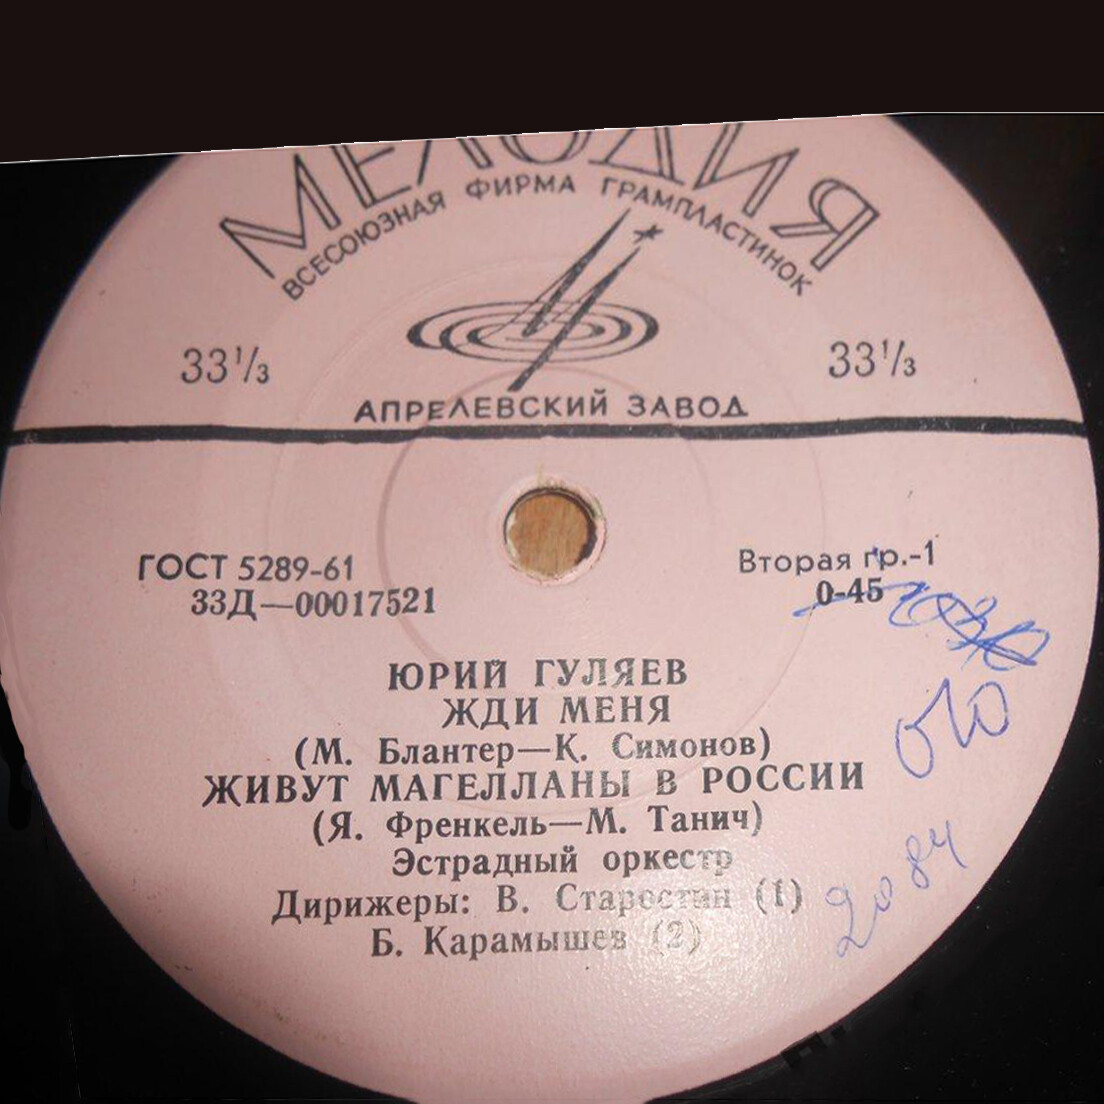 МЕЛОДИЯ
ВСЕСОЮЗНАЯ ФИРМА ГРАМПЛАСТИНОК
33⅓ 33⅓
АПРЕЛЕВСКИЙ ЗАВОД
ГОСТ 5289-61 Вторая гр.-1
33Д—00017521 0-45
ЮРИЙ ГУЛЯЕВ
ЖДИ МЕНЯ
(М. Блантер—К. Симонов)
ЖИВУТ МАГЕЛЛАНЫ В РОССИИ
(Я. Френкель—М. Танич)
Эстрадный оркестр
Дирижеры: В. Старостин (1)
Б. Карамышев (2)
2084